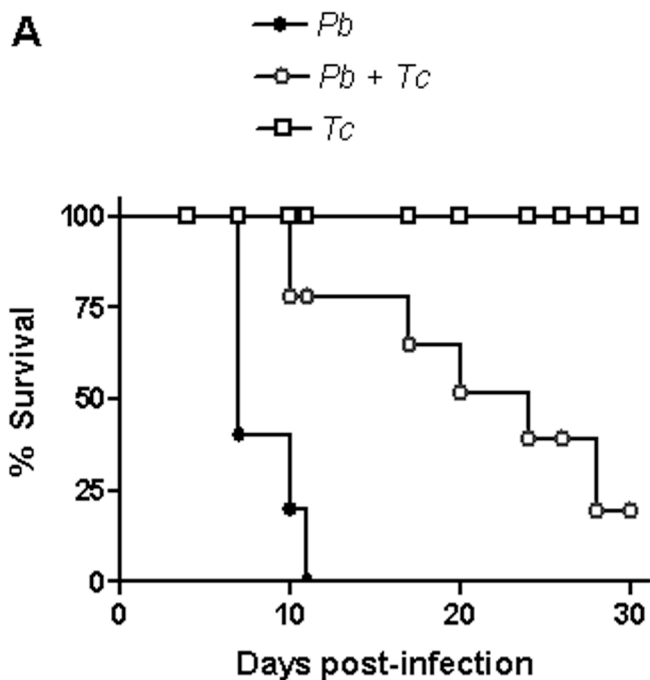 A
Pb
Pb + Tc
Tc
100
75
50
25
0
% Survival
0 10 20 30
Days post-infection